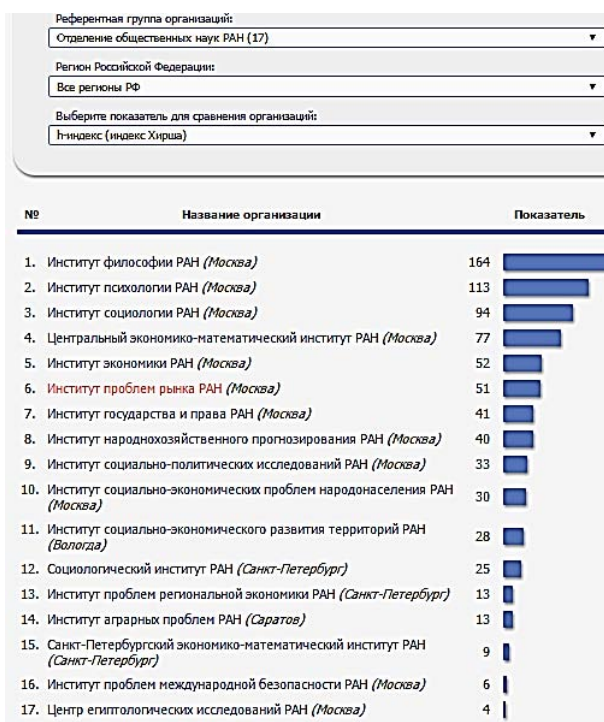 Референтная группа организаций:
Отделение общественных наук РАН (17)
Регион Российской Федерации:
Все регионы РФ
Выберите показатель для сравнения организаций:
h-индекс (индекс Хирша)
№ Название организации Показатель
1. Институт философии РАН (Москва) 164
2. Институт психологии РАН (Москва) 113
3. Институт социологии РАН (Москва) 94
4. Центральный экономико-математический институт РАН (Москва) 77
5. Институт экономики РАН (Москва) 52
6. Институт проблем рынка РАН (Москва) 51
7. Институт государства и права РАН (Москва) 41
8. Институт народнохозяйственного прогнозирования РАН (Москва) 40
9. Институт социально-политических исследований РАН (Москва) 33
10. Институт социально-экономических проблем народонаселения РАН
(Москва) 30
11. Институт социально-экономического развития территорий РАН
(Вологда) 28
12. Социологический институт РАН (Санкт-Петербург) 25
13. Институт проблем региональной экономики РАН (Санкт-Петербург) 13
14. Институт аграрных проблем РАН (Саратов) 13
15. Санкт-Петербургский экономико-математический институт РАН
(Санкт-Петербург) 9
16. Институт проблем международной безопасности РАН (Москва) 6
17. Центр египтологических исследований РАН (Москва) 4